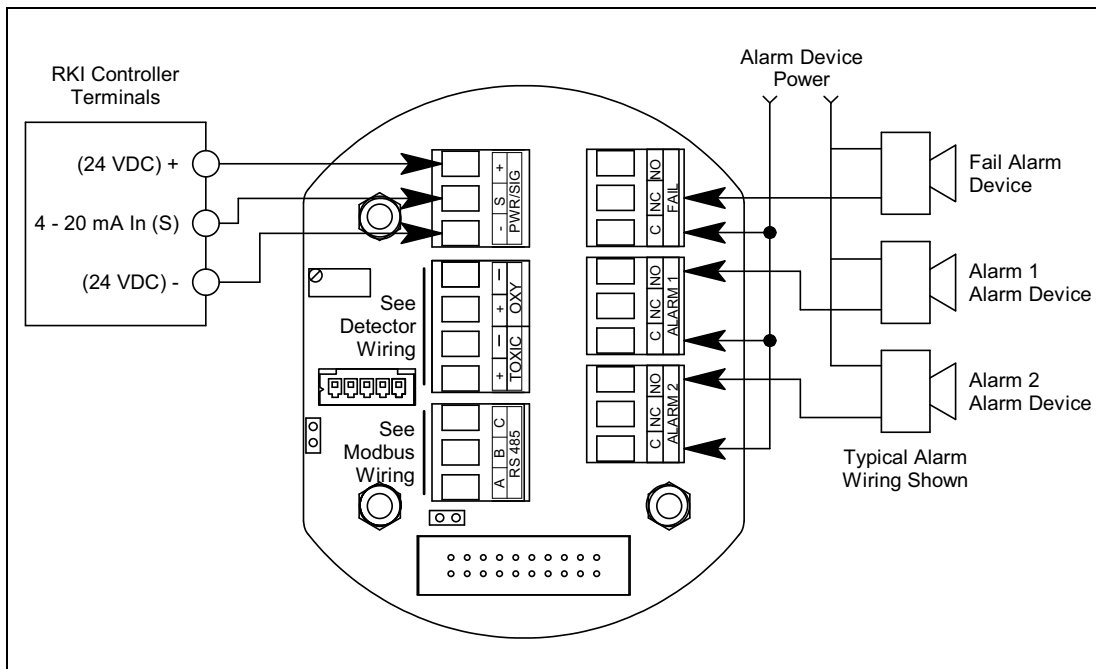 RKI Controller
Terminals
(24 VDC) +
4 - 20 mA In (S)
(24 VDC) -
- S +
PWR/SIG
See
Detector
Wiring
+ - + -
TOXIC OXY
See
Modbus
Wiring
A B C
RS 485
C NC NO
FAIL
C NC NO
ALARM 1
C NC NO
ALARM 2
Alarm Device
Power
Fail Alarm
Device
Alarm 1
Alarm Device
Alarm 2
Alarm Device
Typical Alarm
Wiring Shown